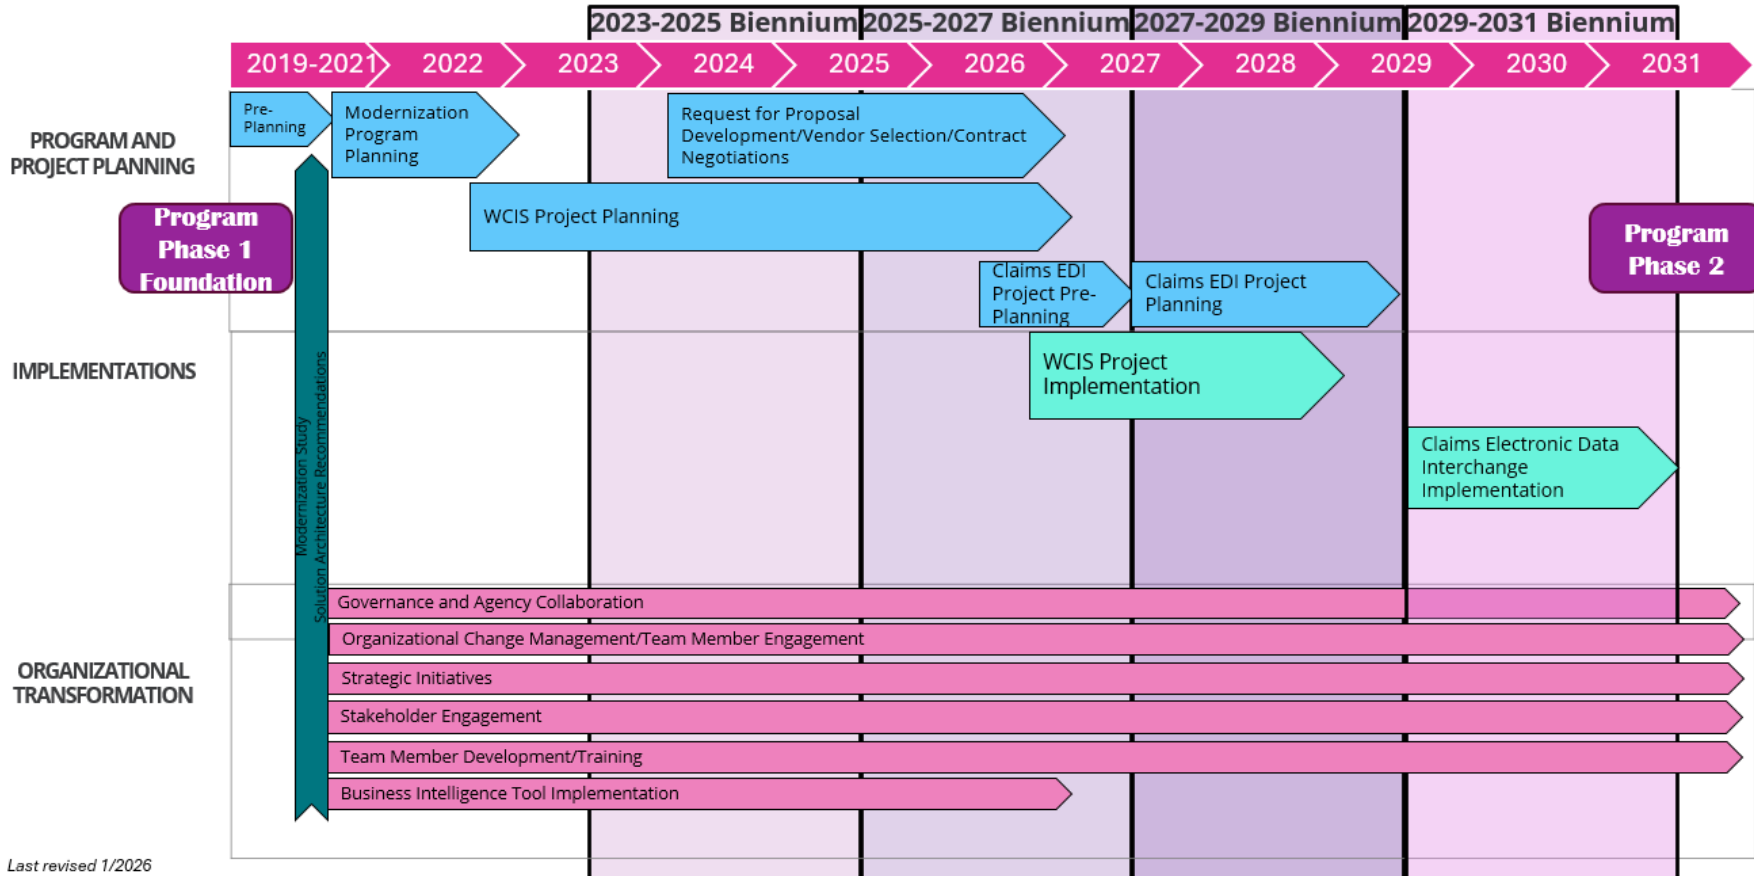 2023-2025 Biennium
2025-2027 Biennium
2027-2029 Biennium
2029-2031 Biennium
2019-2021
2022
2023
2024
2025
2026
2027
2028
2029
2030
2031
PROGRAM AND
PROJECT PLANNING
Pre-
Planning
Modernization
Program
Planning
Request for Proposal
Development/Vendor Selection/Contract
Negotiations
WCIS Project Planning
Program
Phase 1
Foundation
Program
Phase 2
Claims EDI
Project Pre-
Planning
Claims EDI Project
Planning
IMPLEMENTATIONS
WCIS Project
Implementation
Claims Electronic Data
Interchange
Implementation
Modernization Study
Solution Architecture Recommendations
ORGANIZATIONAL
TRANSFORMATION
Governance and Agency Collaboration
Organizational Change Management/Team Member Engagement
Strategic Initiatives
Stakeholder Engagement
Team Member Development/Training
Business Intelligence Tool Implementation
Last revised 1/2026